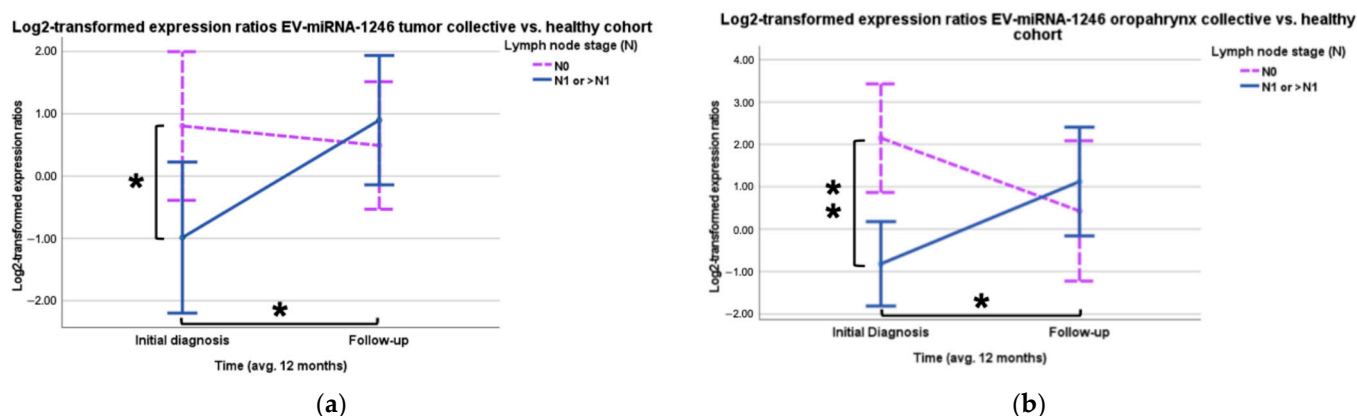 Log2-transformed expression ratios EV-miRNA-1246 tumor collective vs. healthy cohort
Lymph node stage (N)
N0
N1 or >N1
Log2-transformed expression ratios
2.00
1.00
0.00
−1.00
−2.00
*
*
Initial diagnosis
Follow-up
Time (avg. 12 months)
(a)
Log2-transformed expression ratios EV-miRNA-1246 oropahrynx collective vs. healthy
cohort
Lymph node stage (N)
N0
N1 or >N1
Log2-transformed expression ratios
4.00
3.00
2.00
1.00
0.00
−1.00
−2.00
*
*
*
Initial Diagnosis
Follow-up
Time (avg. 12 months)
(b)